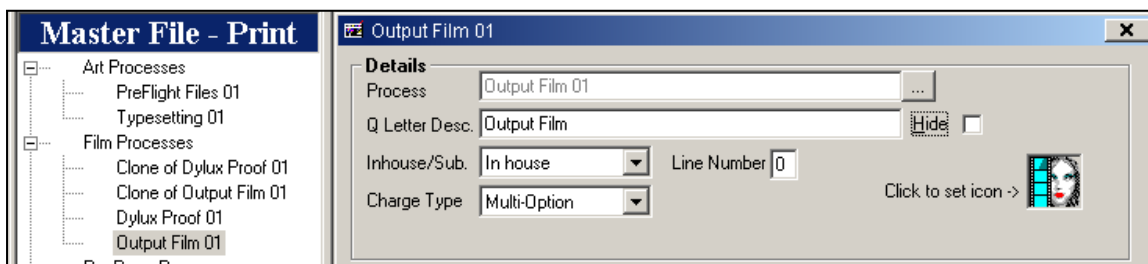 Master File - Print
Art Processes
PreFlight Files 01
Typesetting 01
Film Processes
Clone of Dylux Proof 01
Clone of Output Film 01
Dylux Proof 01
Output Film 01
Output Film 01
Details
Process Output Film 01 ...
Q Letter Desc. Output Film Hide
Inhouse/Sub. In house Line Number 0
Charge Type Multi-Option Click to set icon ->